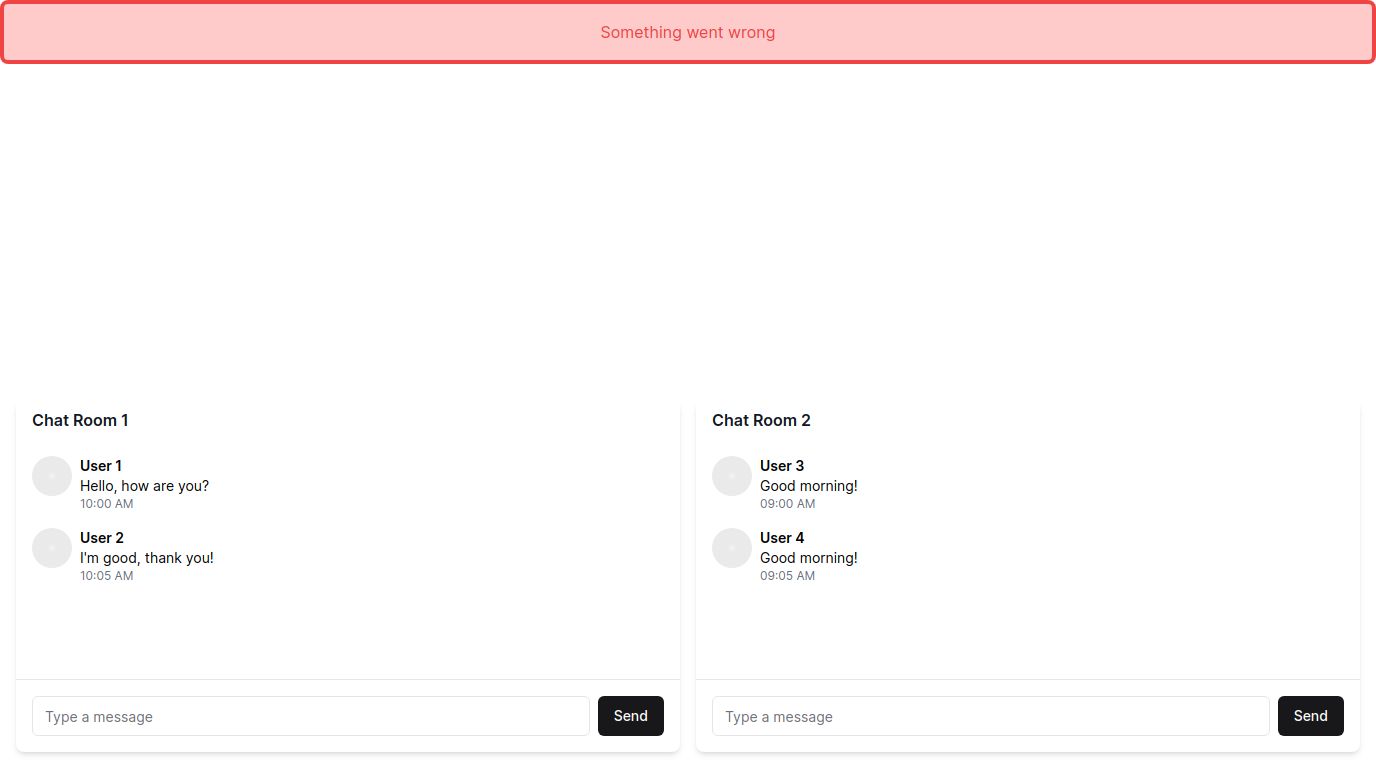 Something went wrong
Chat Room 1
User 1
Hello, how are you?
10:00 AM
User 2
I'm good, thank you!
10:05 AM
Type a message
Send
Chat Room 2
User 3
Good morning!
09:00 AM
User 4
Good morning!
09:05 AM
Type a message
Send